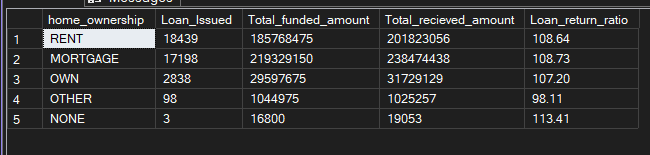 Messages
home_ownership Loan_Issued Total_funded_amount Total_recieved_amount Loan_return_ratio
1 RENT 18439 185768475 201823056 108.64
2 MORTGAGE 17198 219329150 238474438 108.73
3 OWN 2838 29597675 31729129 107.20
4 OTHER 98 1044975 1025257 98.11
5 NONE 3 16800 19053 113.41